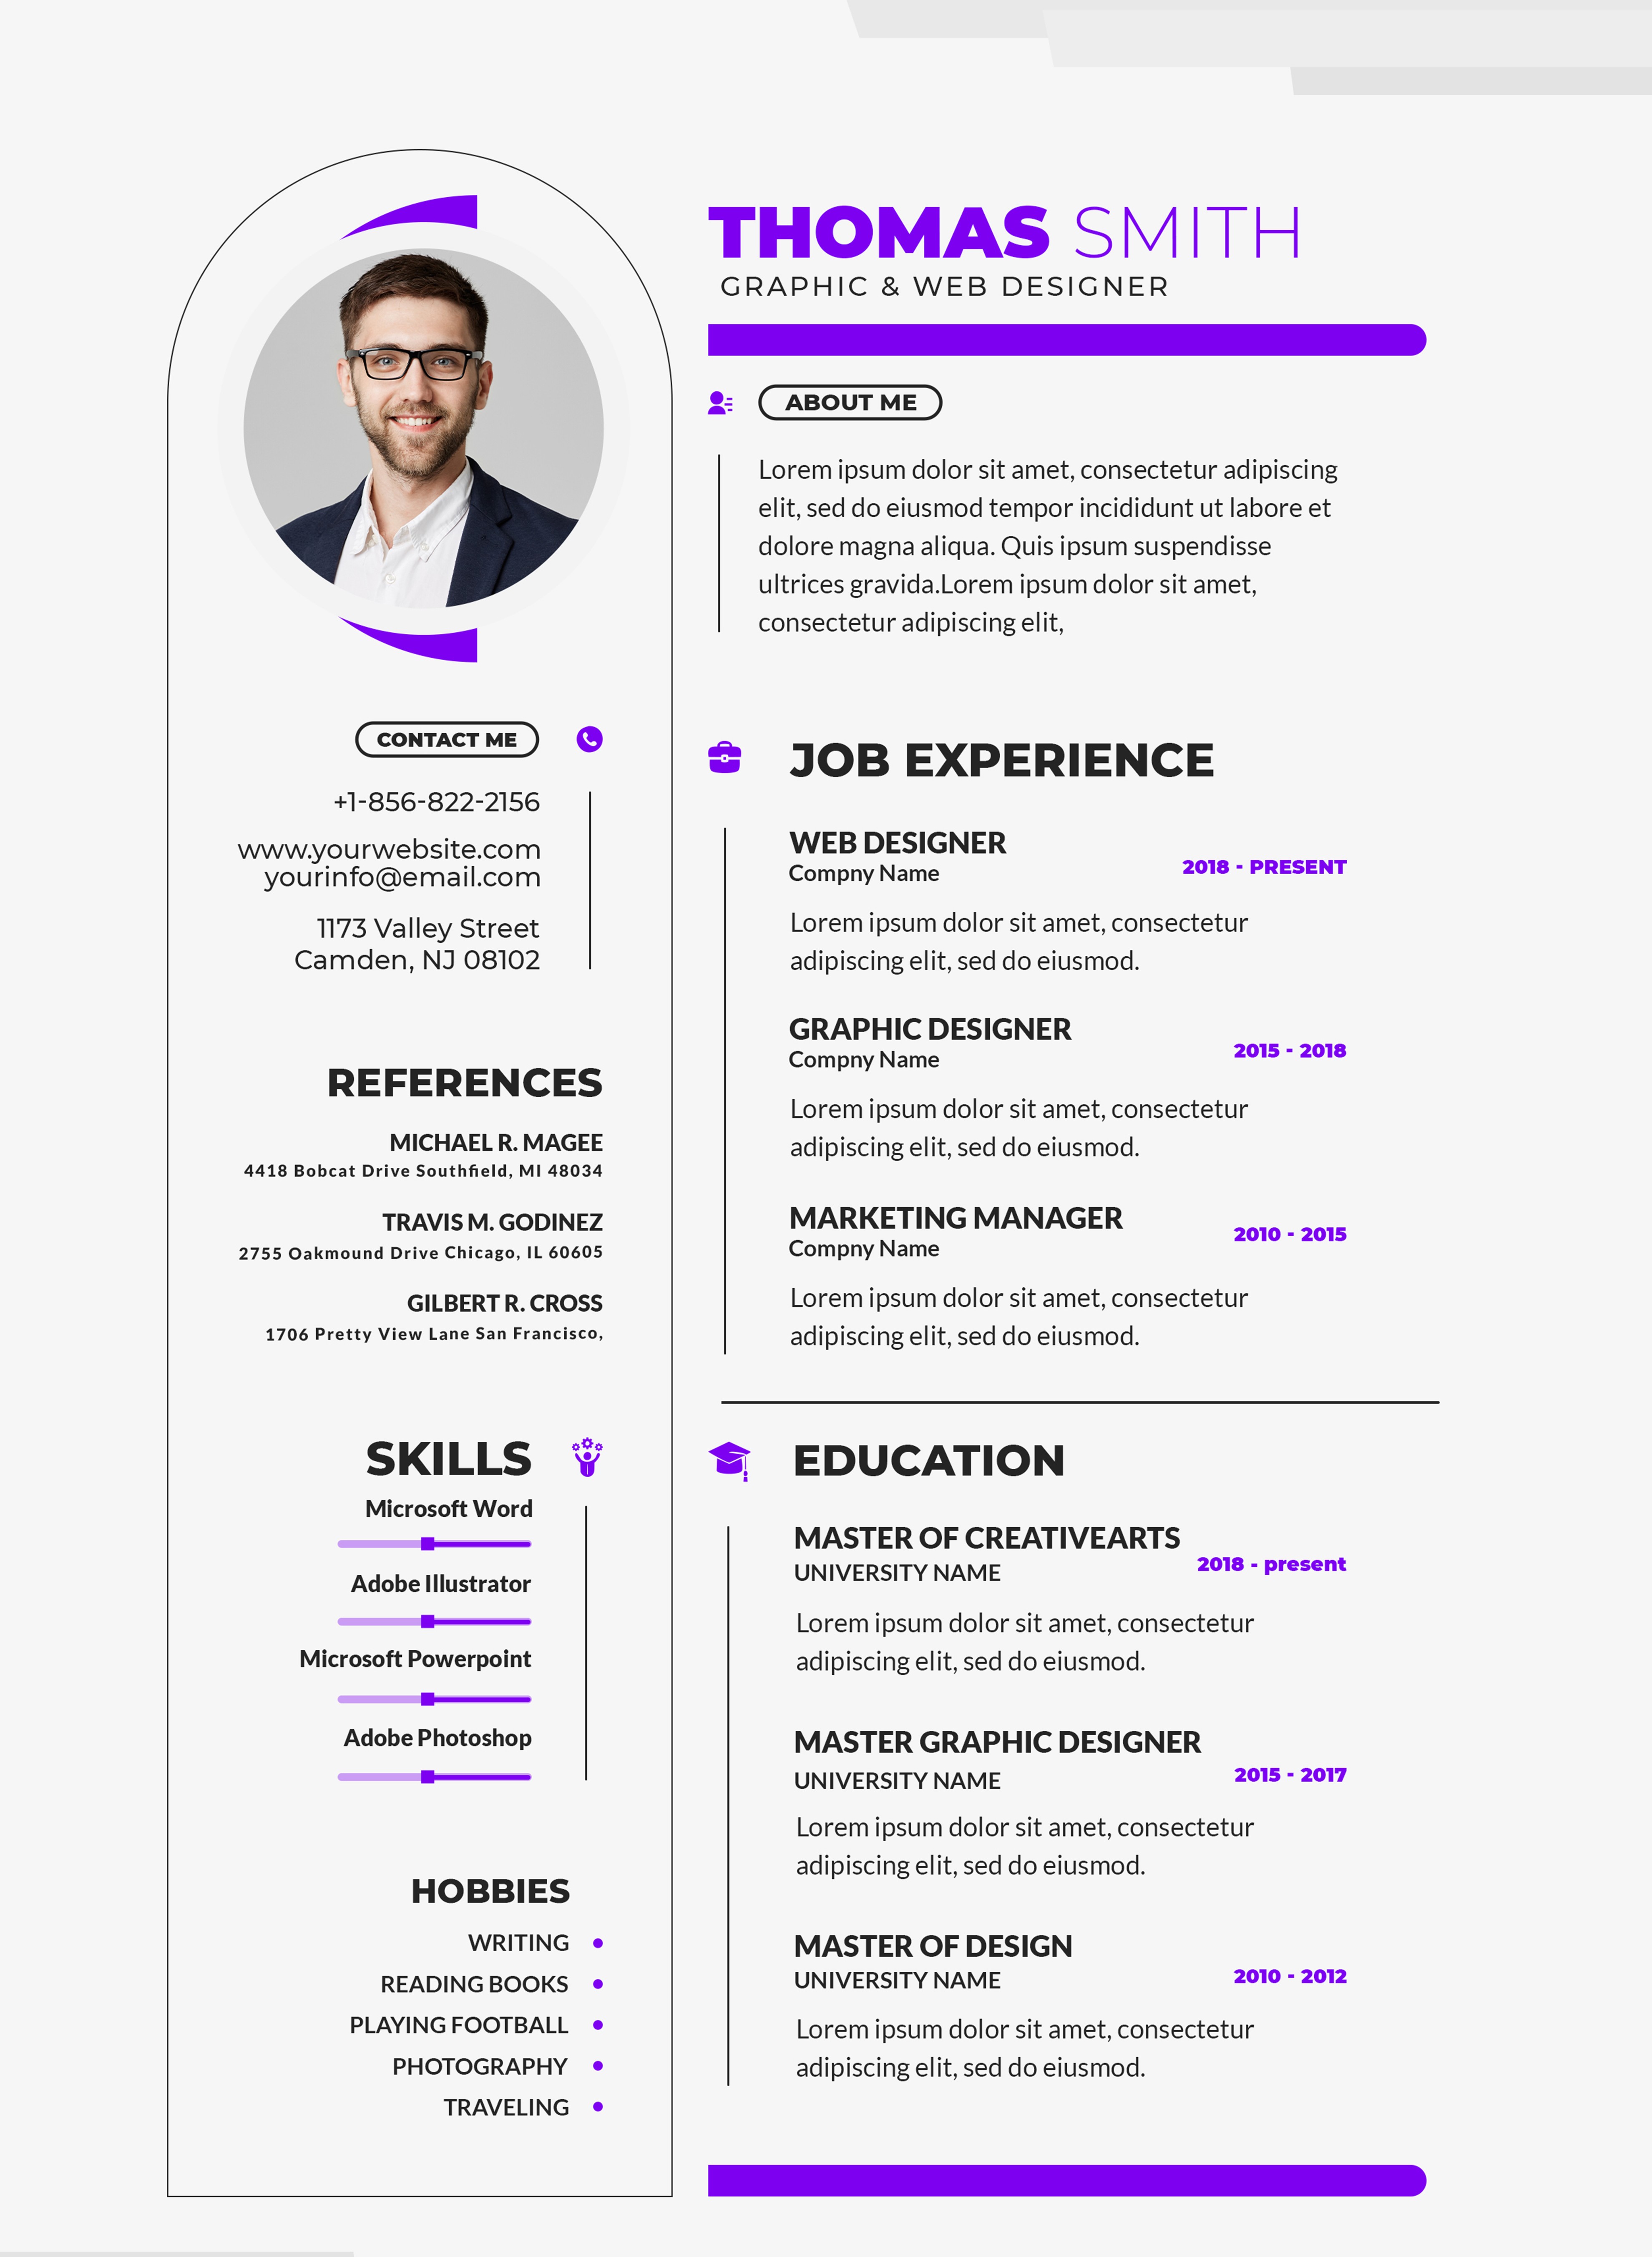 THOMAS SMITH
GRAPHIC & WEB DESIGNER
ABOUT ME
Lorem ipsum dolor sit amet, consectetur adipiscing
elit, sed do eiusmod tempor incididunt ut labore et
dolore magna aliqua. Quis ipsum suspendisse
ultrices gravida.Lorem ipsum dolor sit amet,
consectetur adipiscing elit,
CONTACT ME
+1-856-822-2156
www.yourwebsite.com
yourinfo@email.com
1173 Valley Street
Camden, NJ 08102
REFERENCES
MICHAEL R. MAGEE
4418 Bobcat Drive Southfield, MI 48034
TRAVIS M. GODINEZ
2755 Oakmound Drive Chicago, IL 60605
GILBERT R. CROSS
1706 Pretty View Lane San Francisco,
SKILLS
Microsoft Word
Adobe Illustrator
Microsoft Powerpoint
Adobe Photoshop
HOBBIES
WRITING
READING BOOKS
PLAYING FOOTBALL
PHOTOGRAPHY
TRAVELING
JOB EXPERIENCE
WEB DESIGNER
Compny Name
2018 - PRESENT
Lorem ipsum dolor sit amet, consectetur
adipiscing elit, sed do eiusmod.
GRAPHIC DESIGNER
Compny Name
2015 - 2018
Lorem ipsum dolor sit amet, consectetur
adipiscing elit, sed do eiusmod.
MARKETING MANAGER
Compny Name
2010 - 2015
Lorem ipsum dolor sit amet, consectetur
adipiscing elit, sed do eiusmod.
EDUCATION
MASTER OF CREATIVEARTS
UNIVERSITY NAME
2018 - present
Lorem ipsum dolor sit amet, consectetur
adipiscing elit, sed do eiusmod.
MASTER GRAPHIC DESIGNER
UNIVERSITY NAME
2015 - 2017
Lorem ipsum dolor sit amet, consectetur
adipiscing elit, sed do eiusmod.
MASTER OF DESIGN
UNIVERSITY NAME
2010 - 2012
Lorem ipsum dolor sit amet, consectetur
adipiscing elit, sed do eiusmod.